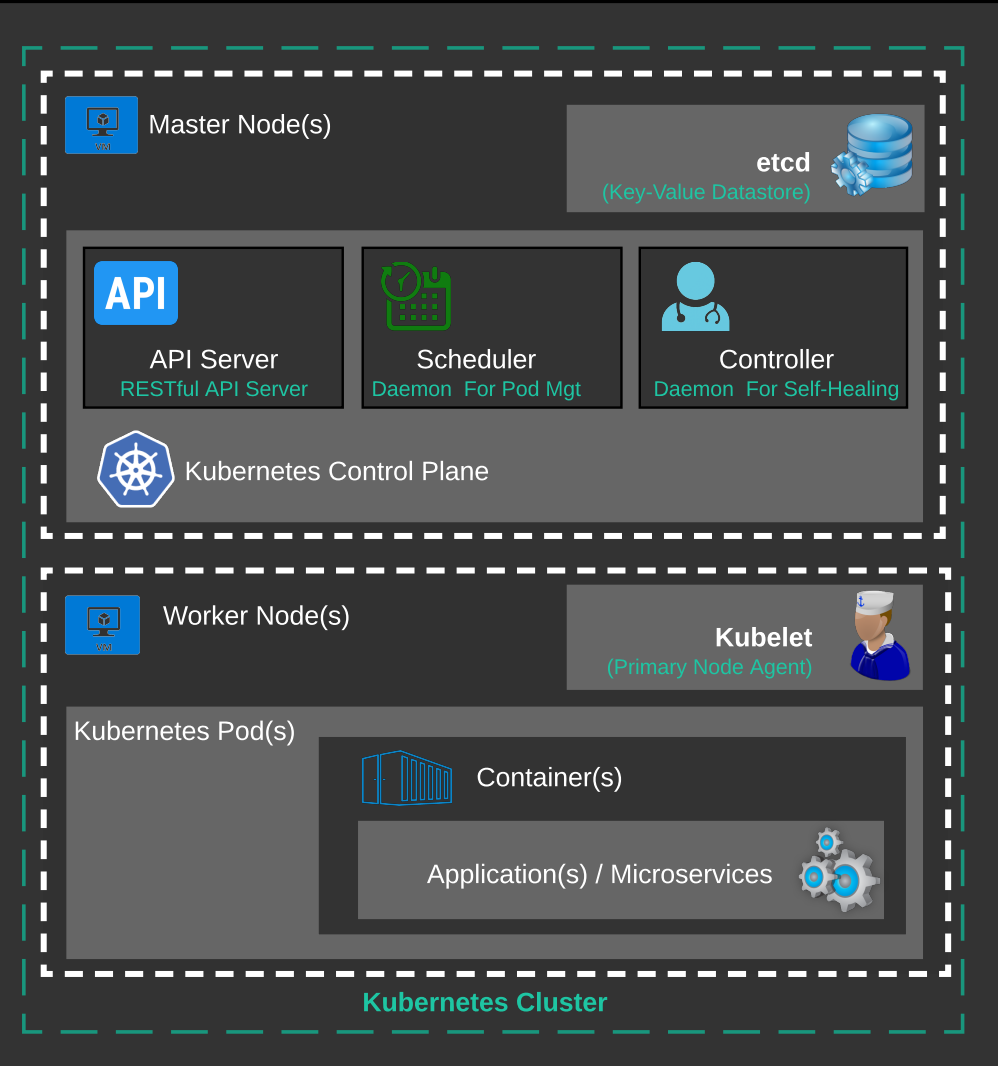 VM
Master Node(s)
etcd
(Key-Value Datastore)
API
API Server
RESTful API Server
Scheduler
Daemon  For Pod Mgt
Controller
Daemon  For Self-Healing
Kubernetes Control Plane
VM
Worker Node(s)
Kubelet
(Primary Node Agent)
Kubernetes Pod(s)
Container(s)
Application(s) / Microservices
Kubernetes Cluster